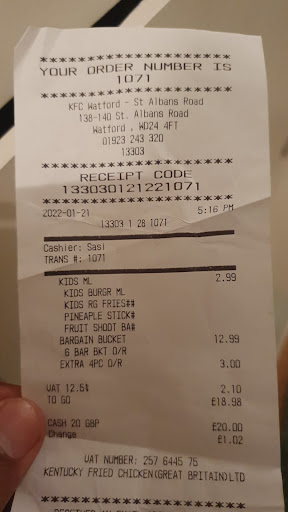 ****************************
YOUR ORDER NUMBER IS
1071
****************************
KFC Watford - St Albans Road
138-140 St. Albans Road
Watford , WD24 4FT
01923 243 320
13303
****************************
RECEIPT CODE
133030121221071
****************************
2022-01-21 5:16 PM
13303 1 28 1071
Cashier: Sasi
TRANS #: 1071
KIDS ML 2.99
KIDS BURGR ML
KIDS RG FRIES##
PINEAPPLE STICK#
FRUIT SHOOT BA#
BARGAIN BUCKET 12.99
6 BAR BKT O/R
EXTRA 4PC O/R 3.00
VAT 12.5% 2.10
TO GO £18.98
CASH 20 GBP £20.00
Change £1.02
VAT NUMBER: 257 6445 75
KENTUCKY FRIED CHICKEN(GREAT BRITAIN)LTD
****************************